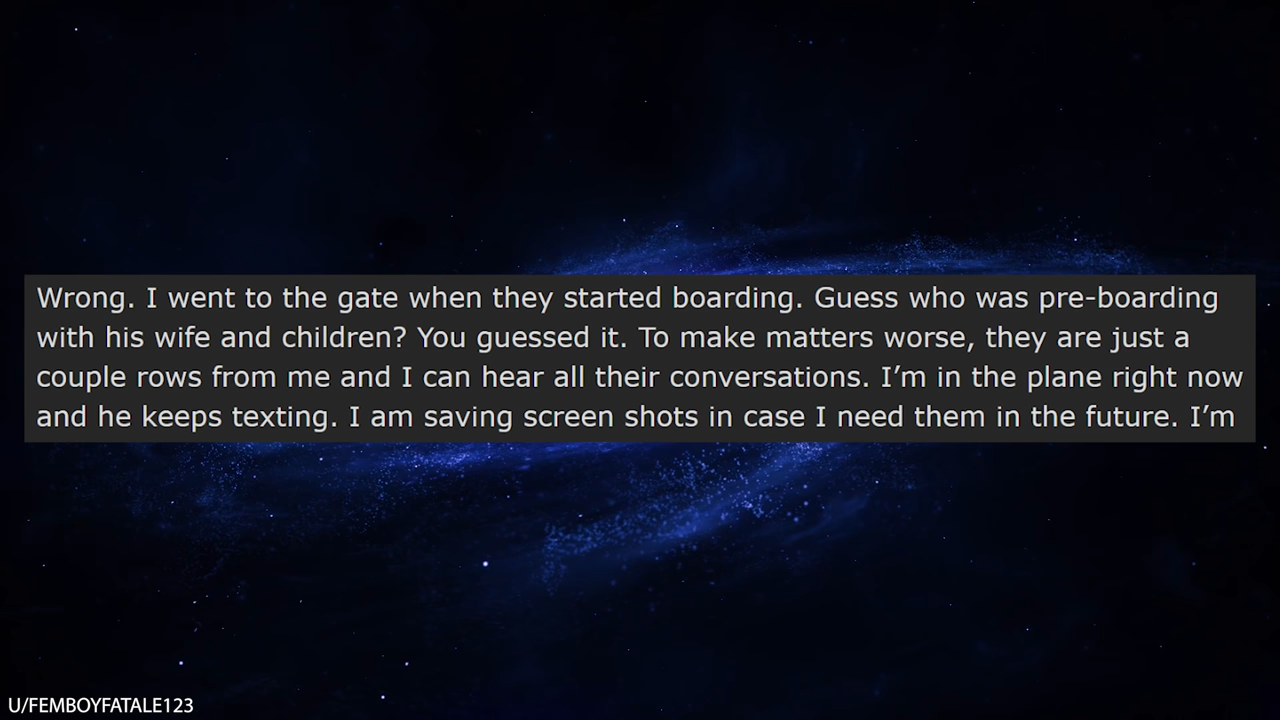 Wrong. I went to the gate when they started boarding. Guess who was pre-boarding
with his wife and children? You guessed it. To make matters worse, they are just a
couple rows from me and I can hear all their conversations. I’m in the plane right now
and he keeps texting. I am saving screen shots in case I need them in the future. I’m
U/FEMBOYFATALE123